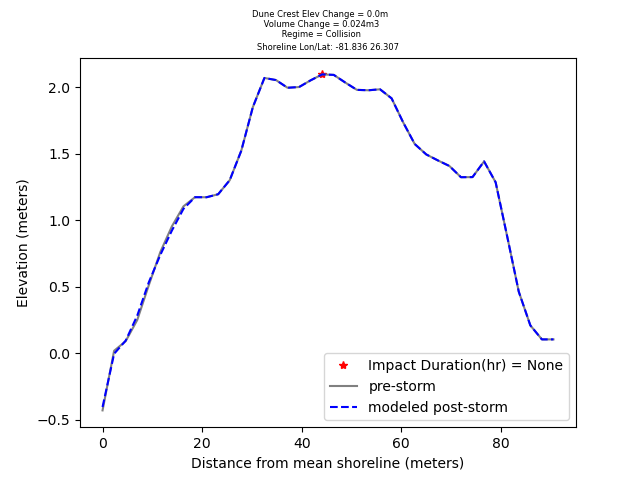 Dune Crest Elev Change = 0.0m
Volume Change = 0.024m3
Regime = Collision
Shoreline Lon/Lat: -81.836 26.307
2.0
1.5
1.0
0.5
0.0
−0.5
Elevation (meters)
Impact Duration(hr) = None
pre-storm
modeled post-storm
0 20 40 60 80
Distance from mean shoreline (meters)